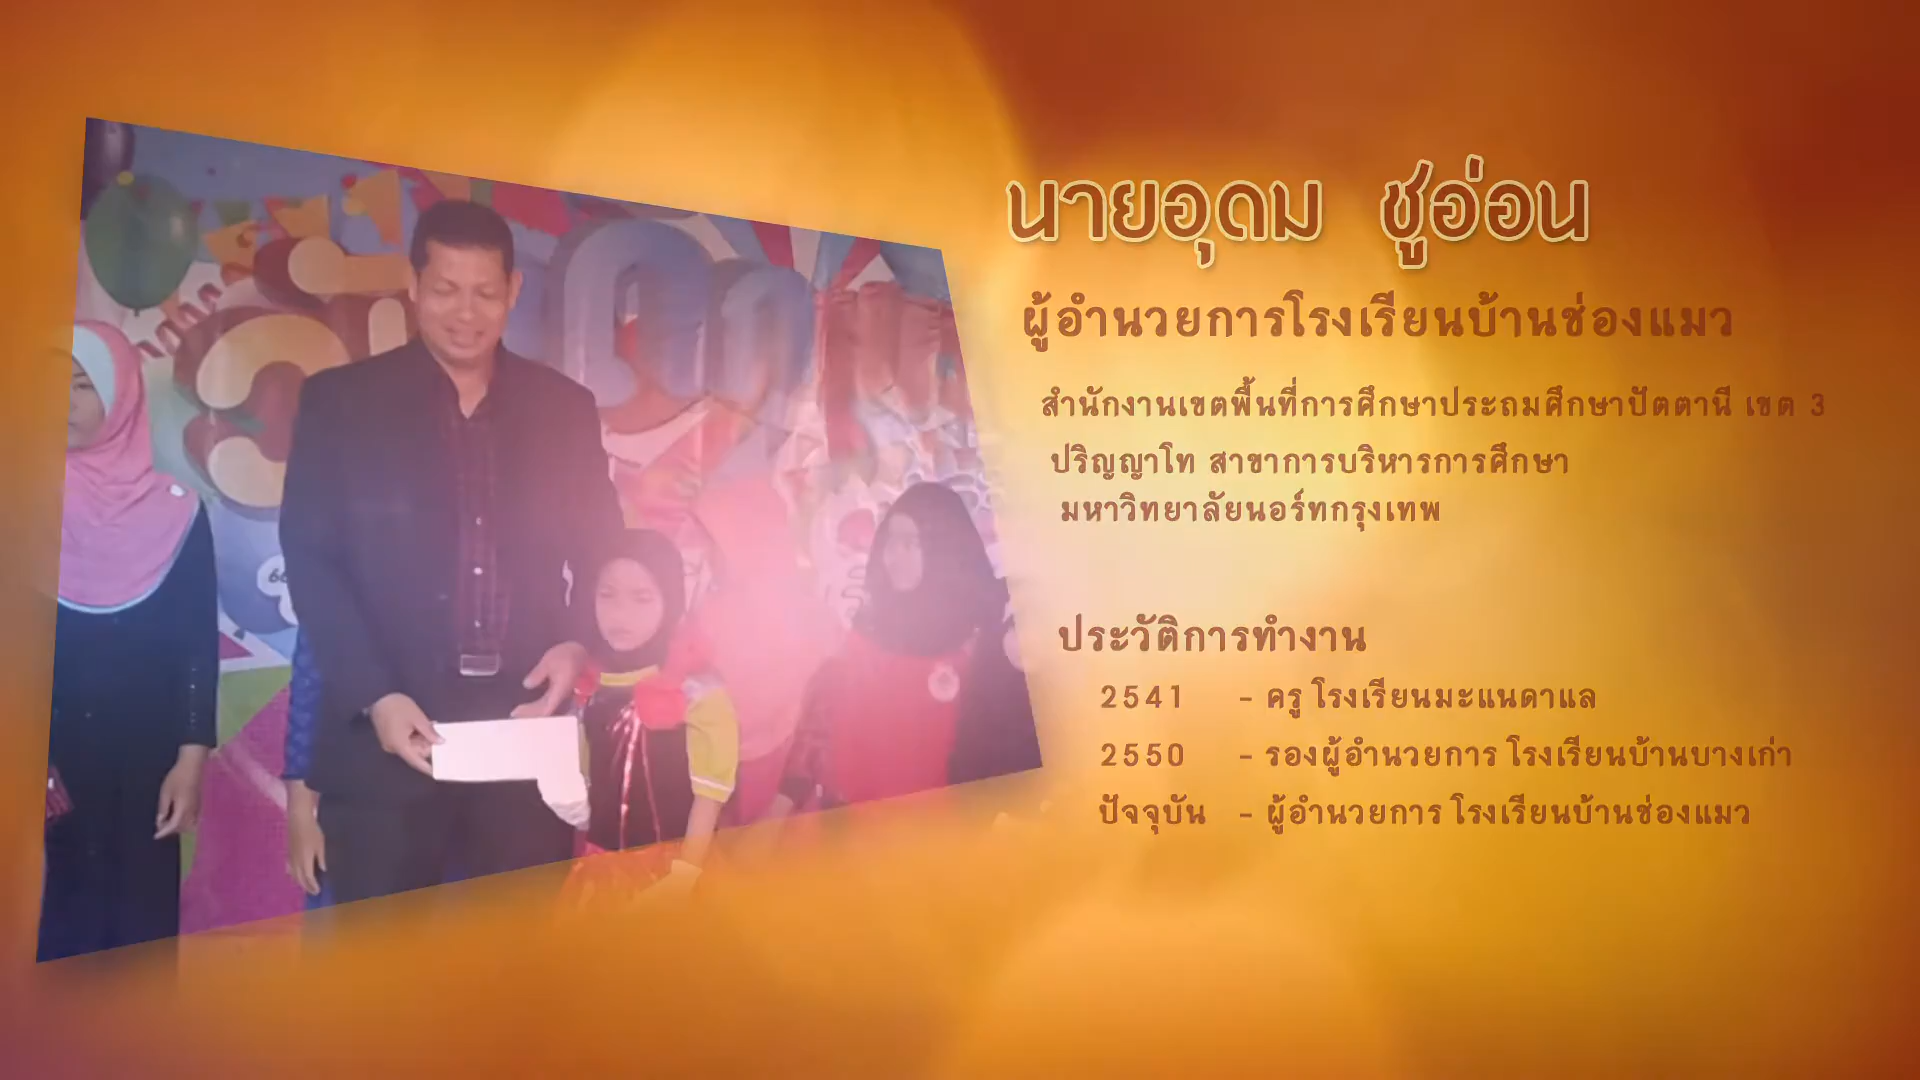 นายอุดม ชูอ่อน
ผู้อำนวยการโรงเรียนบ้านช่องแมว
สำนักงานเขตพื้นที่การศึกษาประถมศึกษาปัตตานี เขต 3
ปริญญาโท สาขาการบริหารการศึกษา
มหาวิทยาลัยนอร์ทกรุงเทพ
ประวัติการทำงาน
2541 - ครู โรงเรียนมะแนดาแล
2550 - รองผู้อำนวยการ โรงเรียนบ้านบางเก่า
ปัจจุบัน - ผู้อำนวยการ โรงเรียนบ้านช่องแมว